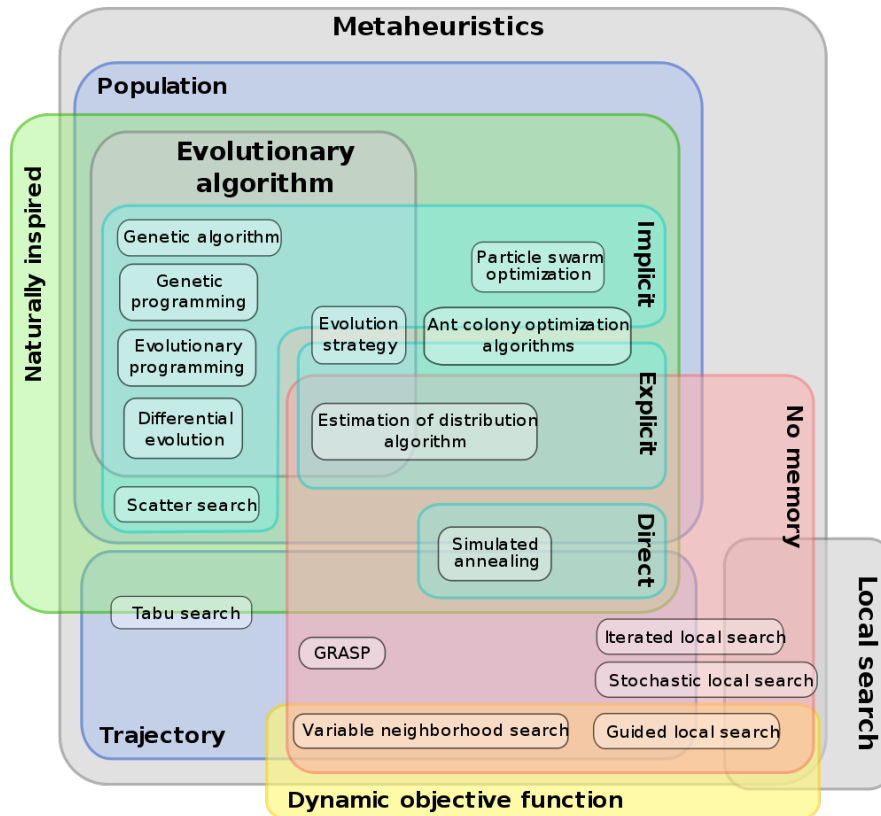 Metaheuristics
Population
Naturally inspired
Evolutionary
algorithm
Implicit
Genetic algorithm
Particle swarm
optimization
Genetic
programming
Evolution
strategy
Ant colony optimization
algorithms
Evolutionary
programming
Explicit
No memory
Differential
evolution
Estimation of distribution
algorithm
Scatter search
Direct
Simulated
annealing
Local search
Tabu search
GRASP
Iterated local search
Stochastic local search
Trajectory
Variable neighborhood search
Guided local search
Dynamic objective function